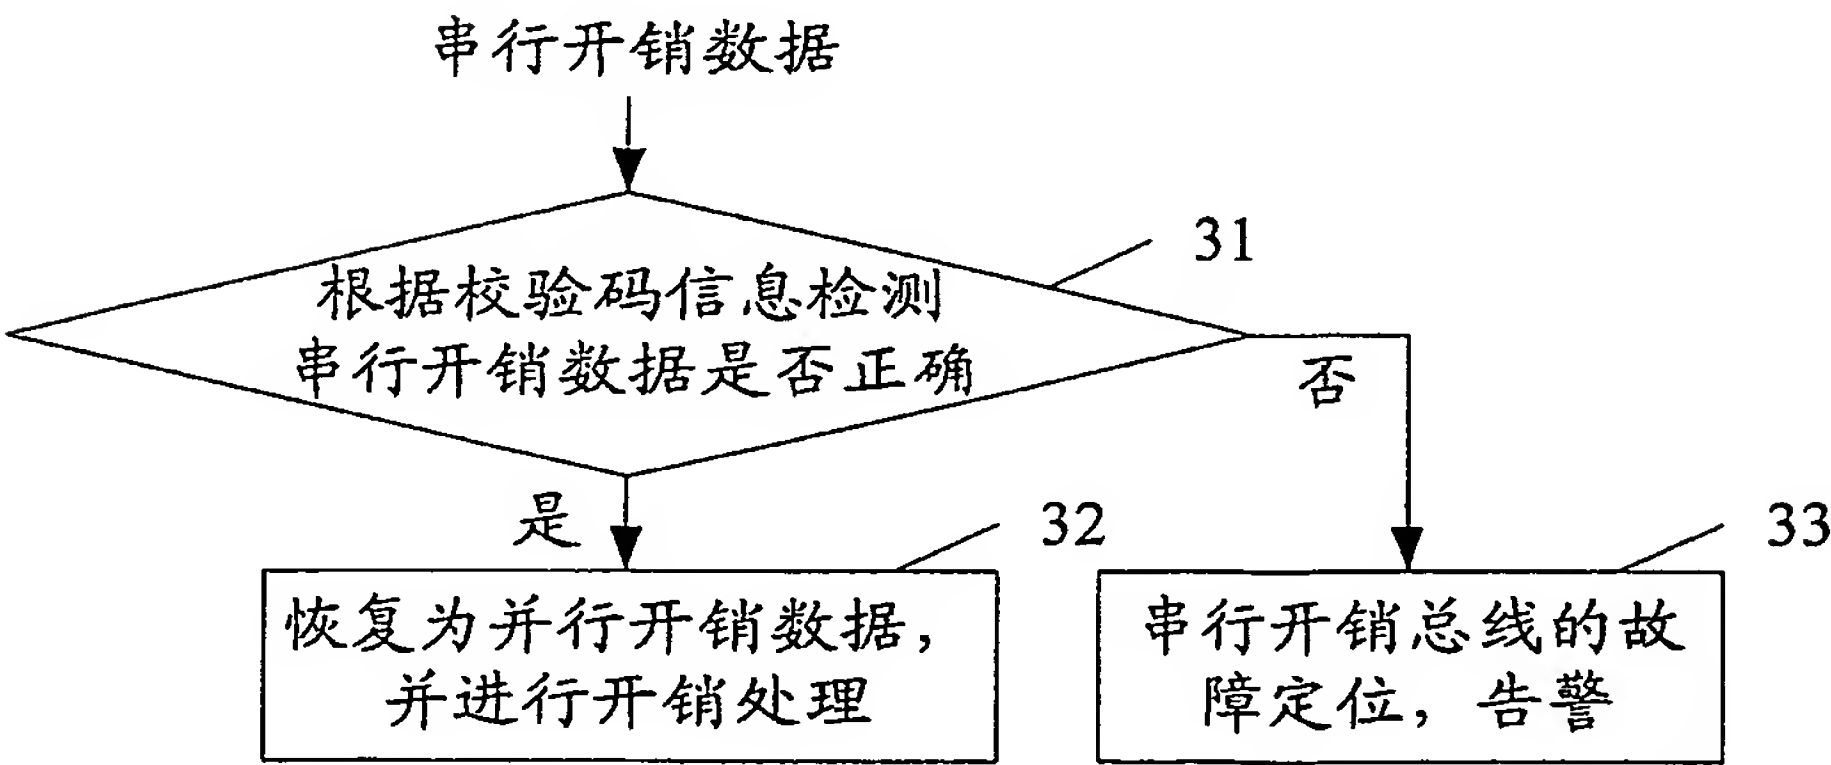 串行开销数据
31
根据校验码信息检测
串行开销数据是否正确
否
是
32
33
恢复为并行开销数据，
并进行开销处理
串行开销总线的故
障定位，告警